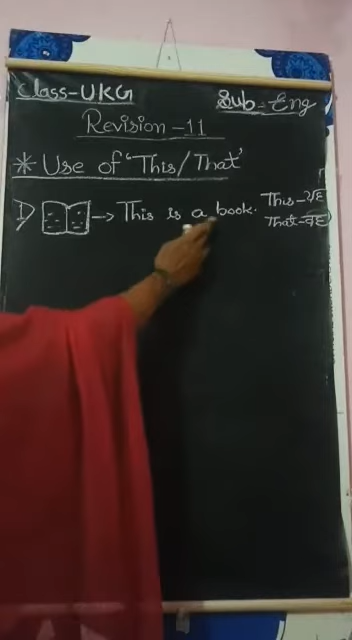 Class-UKG
Sub-Eng
Revision-11
* Use of "This/That"
1) → This is a book.
This - यह
That - वह